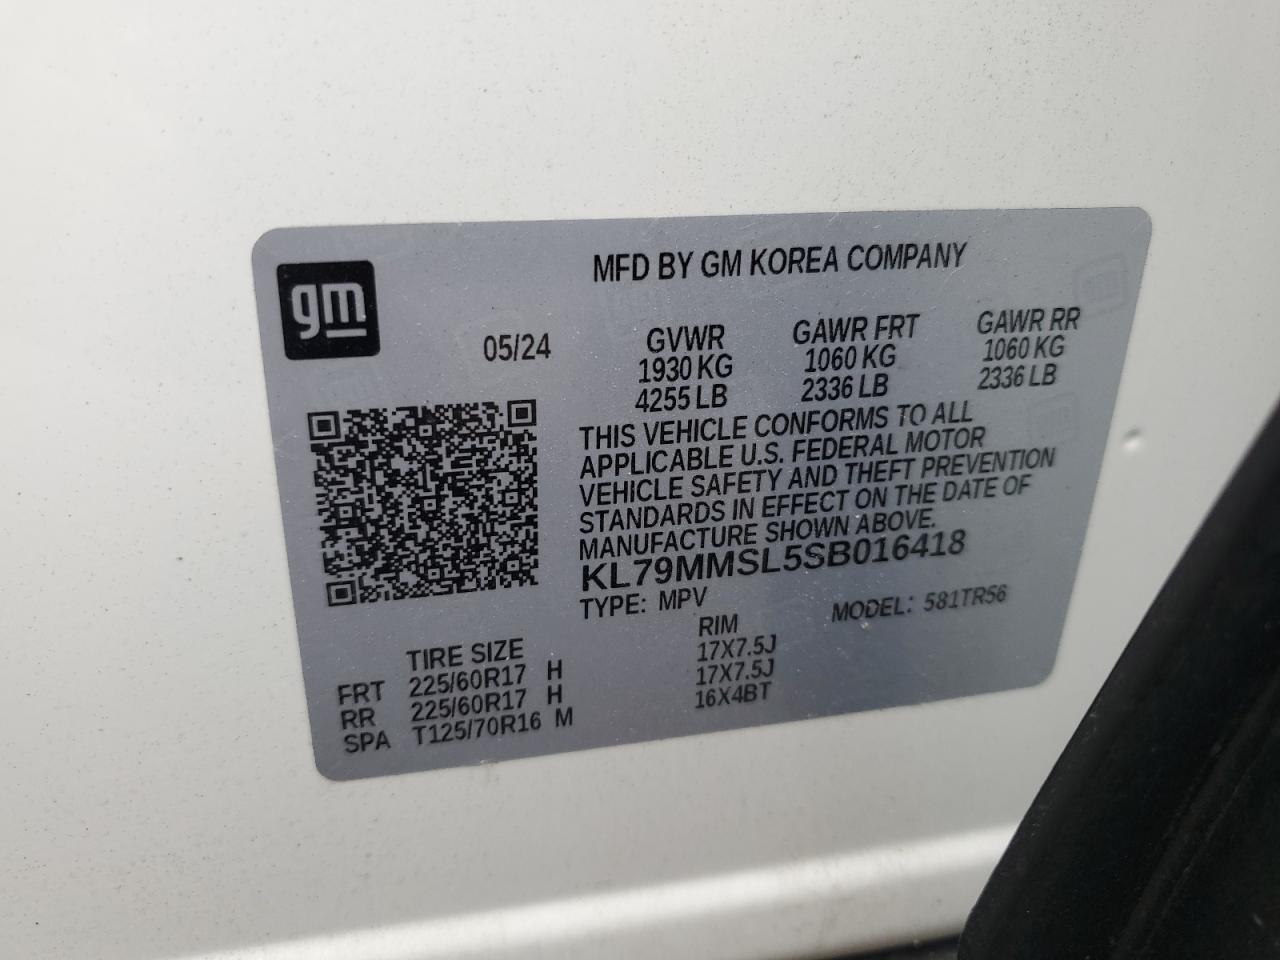 gm
MFD BY GM KOREA COMPANY
05/24 GVWR GAWR FRT GAWR RR
1930 KG 1060 KG 1060 KG
4255 LB 2336 LB 2336 LB
THIS VEHICLE CONFORMS TO ALL
APPLICABLE U.S. FEDERAL MOTOR
VEHICLE SAFETY AND THEFT PREVENTION
STANDARDS IN EFFECT ON THE DATE OF
MANUFACTURE SHOWN ABOVE.
KL79MMSL5SB016418
TYPE: MPV MODEL: 581TR56
TIRE SIZE RIM
FRT 225/60R17 H 17X7.5J
RR 225/60R17 H 17X7.5J
SPA T125/70R16 M 16X4BT